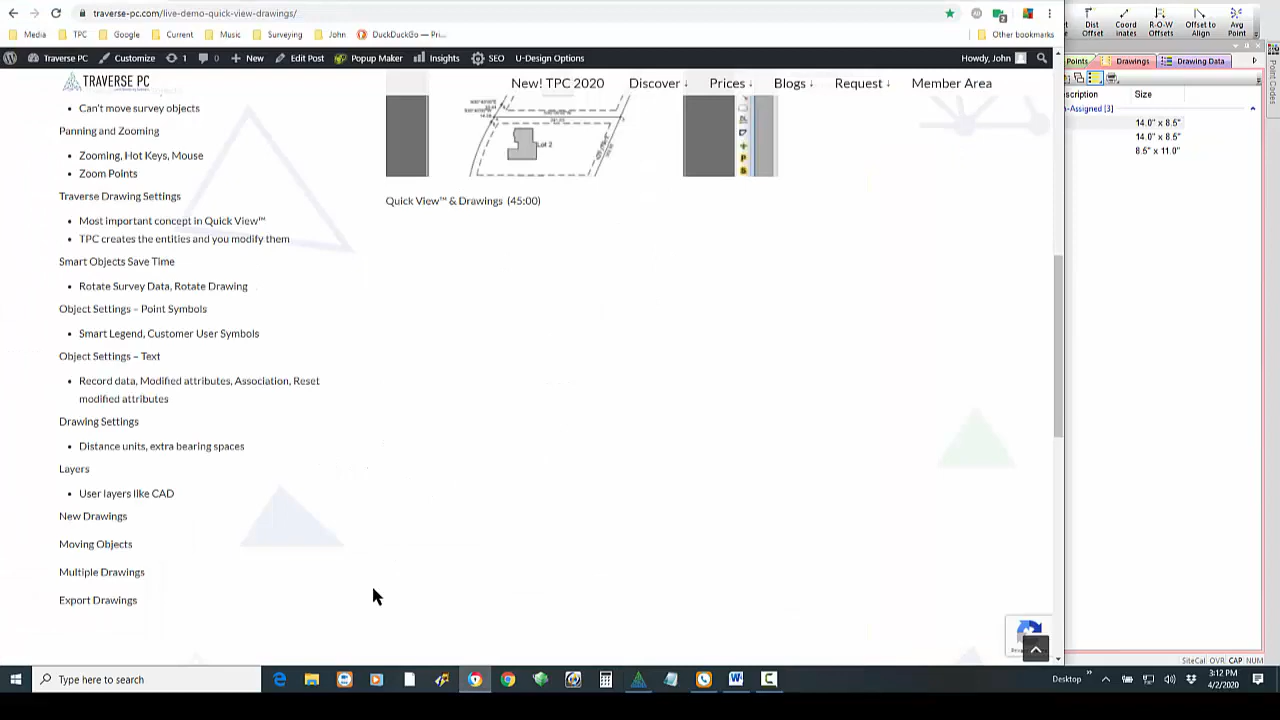 traverse-pc.com/live-demo-quick-view-drawings/
Media
TPC
Google
Current
Music
Surveying
John
DuckDuckGo — Pri...
Other bookmarks
Traverse PC
Customize
1
0
New
Edit Post
Popup Maker
Insights
SEO
U-Design Options
Howdy, John
TRAVERSE PC
New! TPC 2020
Discover ↓
Prices ↓
Blogs ↓
Request ↓
Member Area
Can't move survey objects
Panning and Zooming
Zooming, Hot Keys, Mouse
Zoom Points
Traverse Drawing Settings
Most important concept in Quick View™
TPC creates the entities and you modify them
Smart Objects Save Time
Rotate Survey Data, Rotate Drawing
Object Settings – Point Symbols
Smart Legend, Customer User Symbols
Object Settings – Text
Record data, Modified attributes, Association, Reset
modified attributes
Drawing Settings
Distance units, extra bearing spaces
Layers
User layers like CAD
New Drawings
Moving Objects
Multiple Drawings
Export Drawings
Lot 2
Quick View™ & Drawings (45:00)
Dist
Offset
Coord
inates
R-O-W
Offsets
Offset to
Align
Avg
Point
Points
Drawings
Drawing Data
Point Codes
Size
14.0" x 8.5"
14.0" x 8.5"
8.5" x 11.0"
SiteCal OVR CAP NUM
Type here to search
Desktop
3:12 PM
4/2/2020